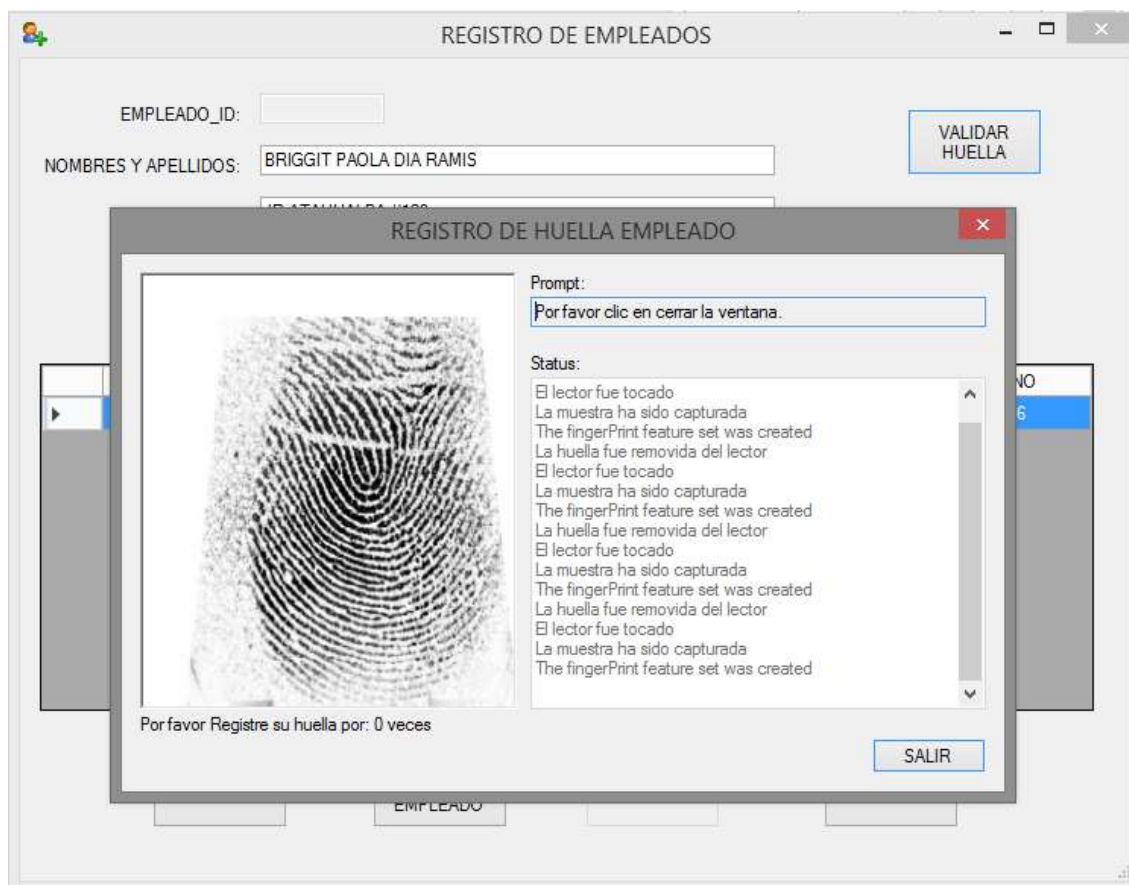 REGISTRO DE EMPLEADOS
EMPLEADO_ID:
VALIDAR
HUELLA
NOMBRES Y APELLIDOS:
BRIGGIT PAOLA DIA RAMIS
REGISTRO DE HUELLA EMPLEADO
Prompt:
Por favor clic en cerrar la ventana.
Status:
El lector fue tocado
La muestra ha sido capturada
The fingerPrint feature set was created
La huella fue removida del lector
El lector fue tocado
La muestra ha sido capturada
The fingerPrint feature set was created
La huella fue removida del lector
El lector fue tocado
La muestra ha sido capturada
The fingerPrint feature set was created
La huella fue removida del lector
El lector fue tocado
La muestra ha sido capturada
The fingerPrint feature set was created
NO
6
Por favor Registre su huella por: 0 veces
SALIR
EMPLEADO